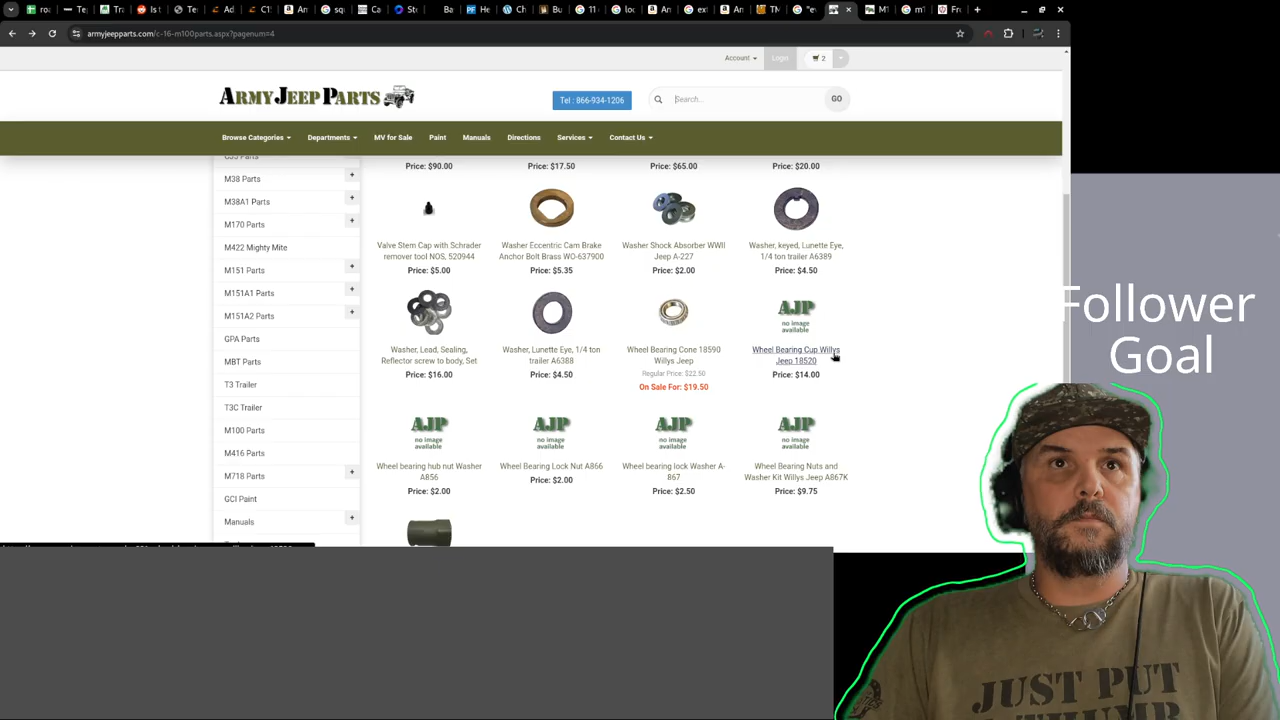 armyjeepparts.com/c-16-m100parts.aspx?pagenum=4
Account
Login
2
ARMY JEEP PARTS
Tel : 866-934-1206
Search...
GO
Browse Categories
Departments
MV for Sale
Paint
Manuals
Directions
Services
Contact Us
M38 Parts
M38A1 Parts
M170 Parts
M422 Mighty Mite
M151 Parts
M151A1 Parts
M151A2 Parts
GPA Parts
MBT Parts
T3 Trailer
T3C Trailer
M100 Parts
M416 Parts
M718 Parts
GCI Paint
Manuals
Price: $90.00
Price: $17.50
Price: $65.00
Price: $20.00
Valve Stem Cap with Schrader
remover tool NOS, 520944
Price: $5.00
Washer Eccentric Cam Brake
Anchor Bolt Brass WO-637900
Price: $5.35
Washer Shock Absorber WWII
Jeep A-227
Price: $2.00
Washer, keyed, Lunette Eye,
1/4 ton trailer A6389
Price: $4.50
Washer, Lead, Sealing,
Reflector screw to body, Set
Price: $16.00
Washer, Lunette Eye, 1/4 ton
trailer A6388
Price: $4.50
Wheel Bearing Cone 18590
Willys Jeep
Regular Price: $22.50
On Sale For: $19.50
AJP
no image
available
Wheel Bearing Cup Willys
Jeep 18520
Price: $14.00
AJP
no image
available
Wheel bearing hub nut Washer
A856
Price: $2.00
AJP
no image
available
Wheel Bearing Lock Nut A866
Price: $2.00
AJP
no image
available
Wheel bearing lock Washer A-
867
Price: $2.50
AJP
no image
available
Wheel Bearing Nuts and
Washer Kit Willys Jeep A867K
Price: $9.75
Follower
Goal
JUST PUT